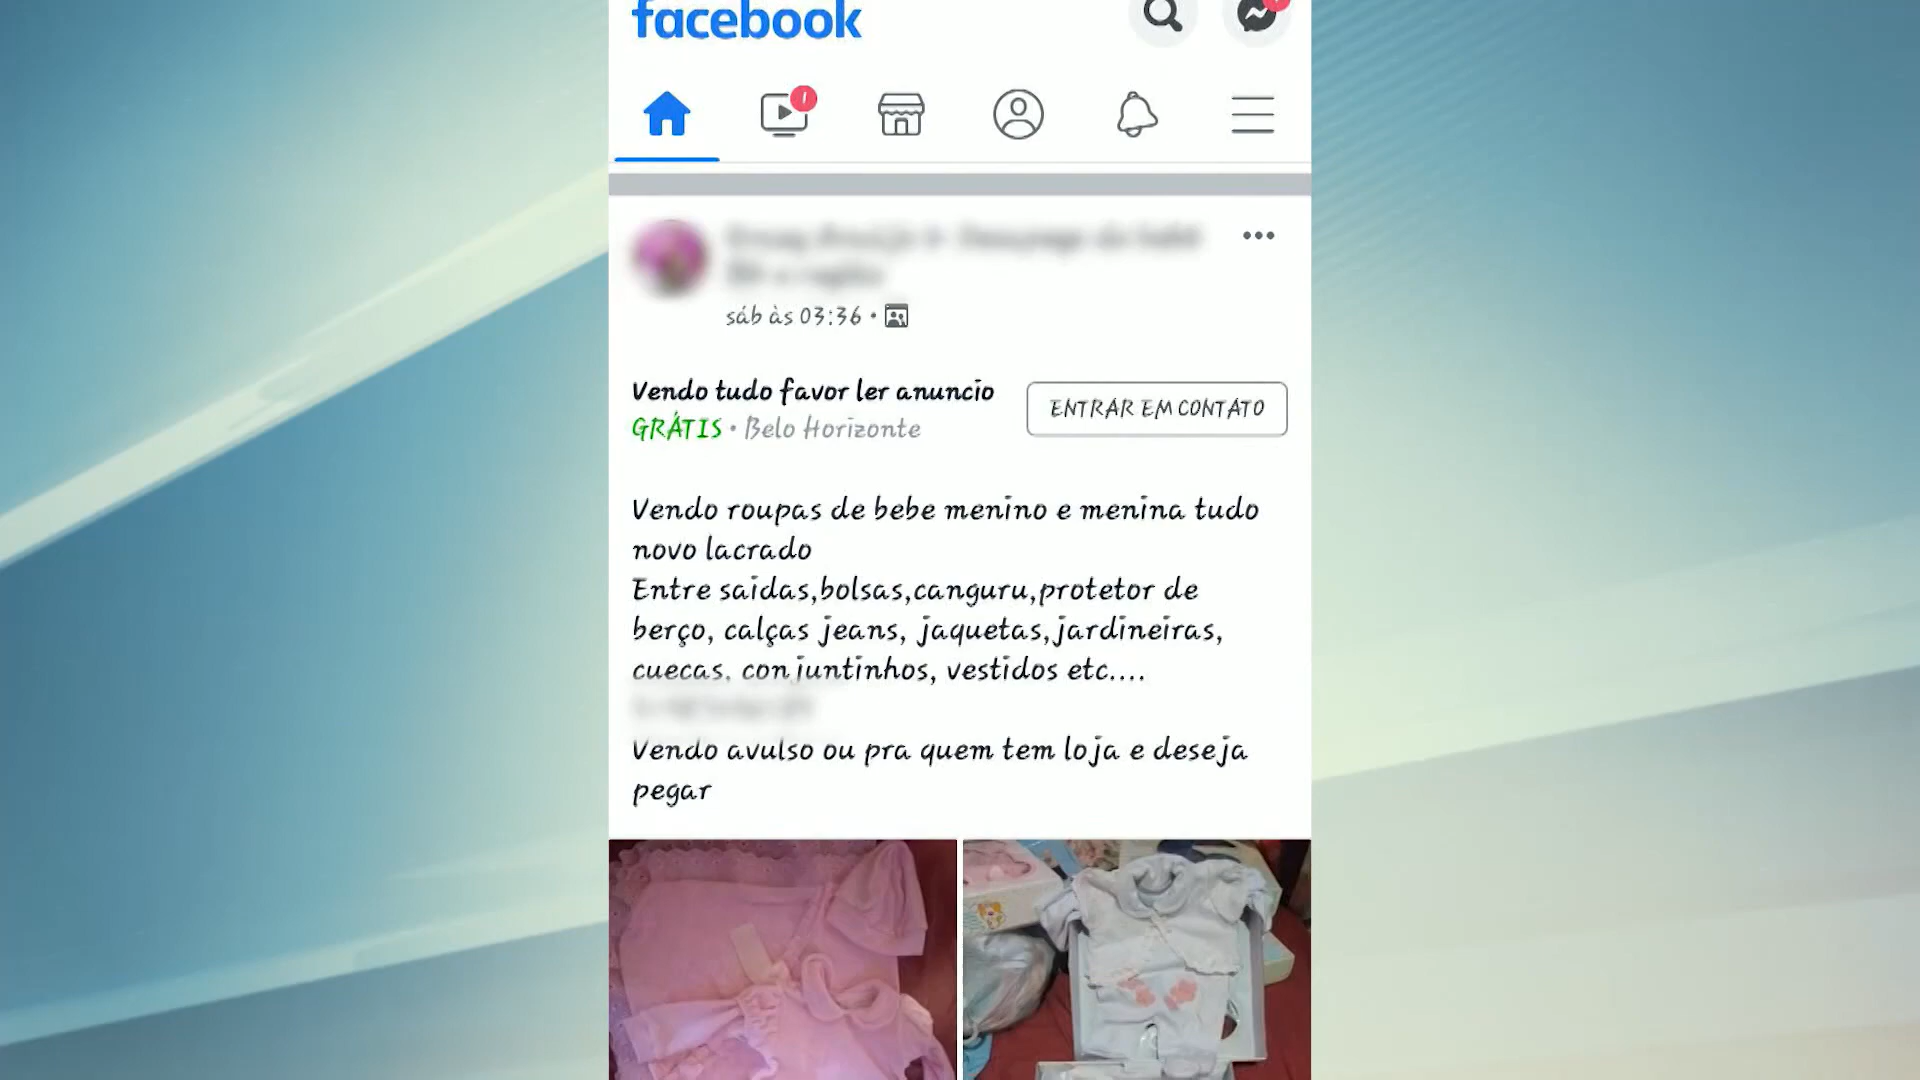 facebook
sáb às 03:36 •
Vendo tudo favor ler anuncio
GRÁTIS • Belo Horizonte
ENTRAR EM CONTATO
Vendo roupas de bebe menino e menina tudo
novo lacrado
Entre saidas,bolsas,canguru,protetor de
berço, calças jeans, jaquetas,jardineiras,
cuecas, conjuntinhos, vestidos etc....
Vendo avulso ou pra quem tem loja e deseja
pegar